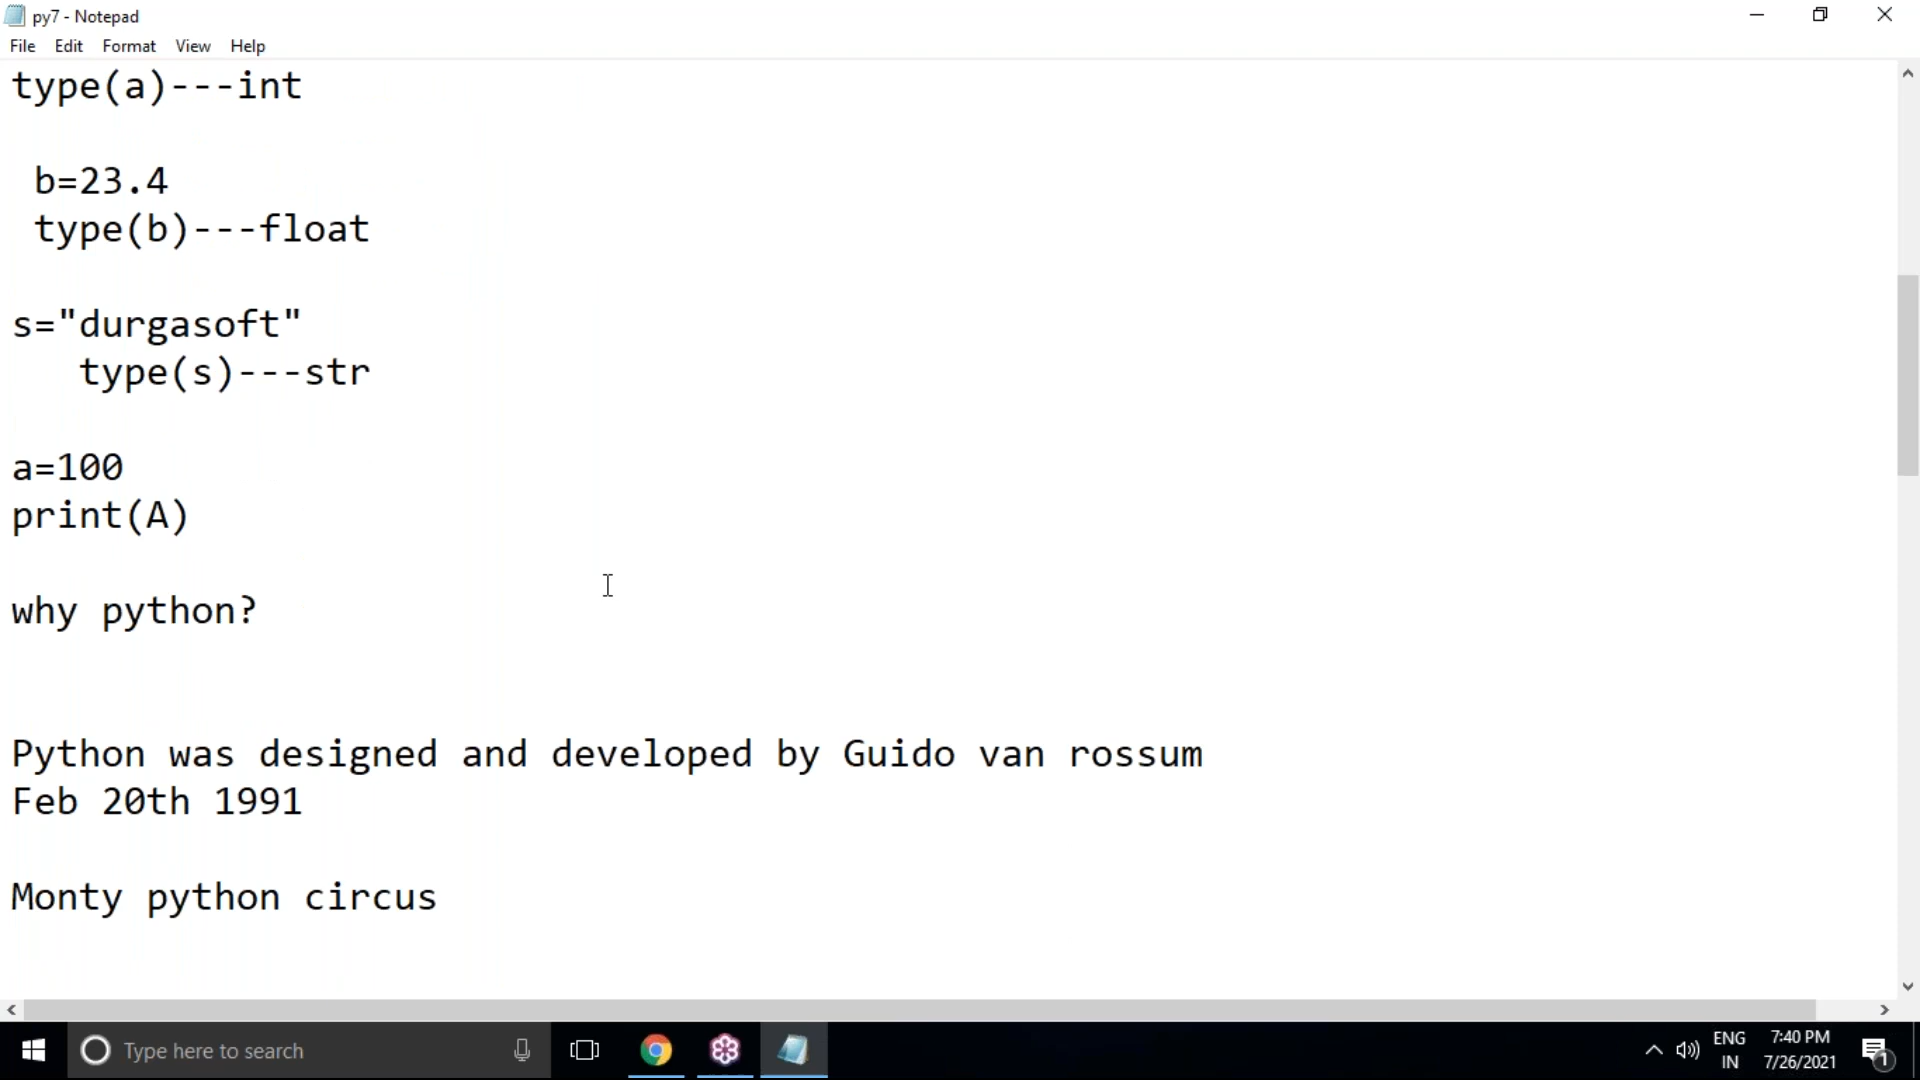 py7 - Notepad
File Edit Format View Help
type(a)---int
b=23.4
type(b)---float
s="durgasoft"
type(s)---str
a=100
print(A)
why python?
Python was designed and developed by Guido van rossum
Feb 20th 1991
Monty python circus
Type here to search
ENG
IN
7:40 PM
7/26/2021
1